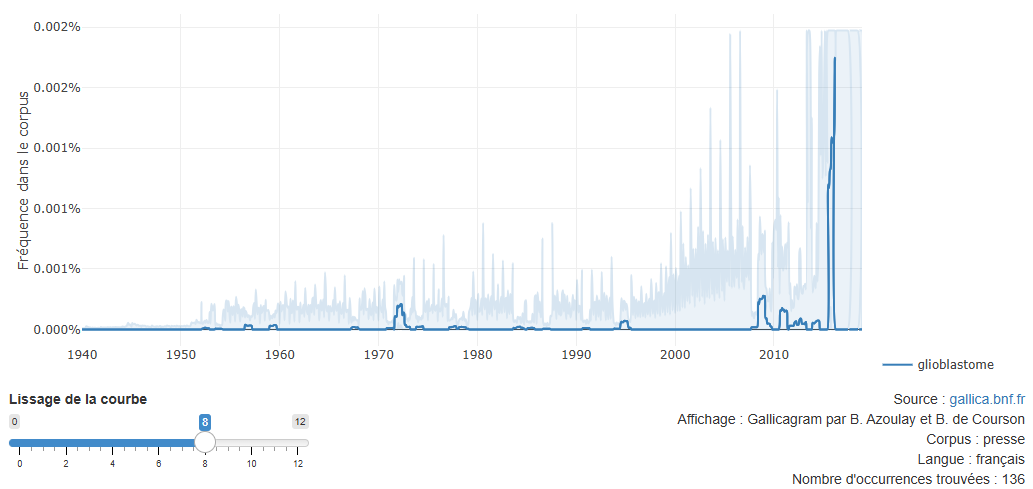 0.002%
0.002%
0.001%
0.001%
0.001%
0.000%
Fréquence dans le corpus
1940 1950 1960 1970 1980 1990 2000 2010
glioblastome
Lissage de la courbe
0 8 12
0 2 4 6 8 10 12
Source : gallica.bnf.fr
Affichage : Gallicagram par B. Azoulay et B. de Courson
Corpus : presse
Langue : français
Nombre d'occurrences trouvées : 136